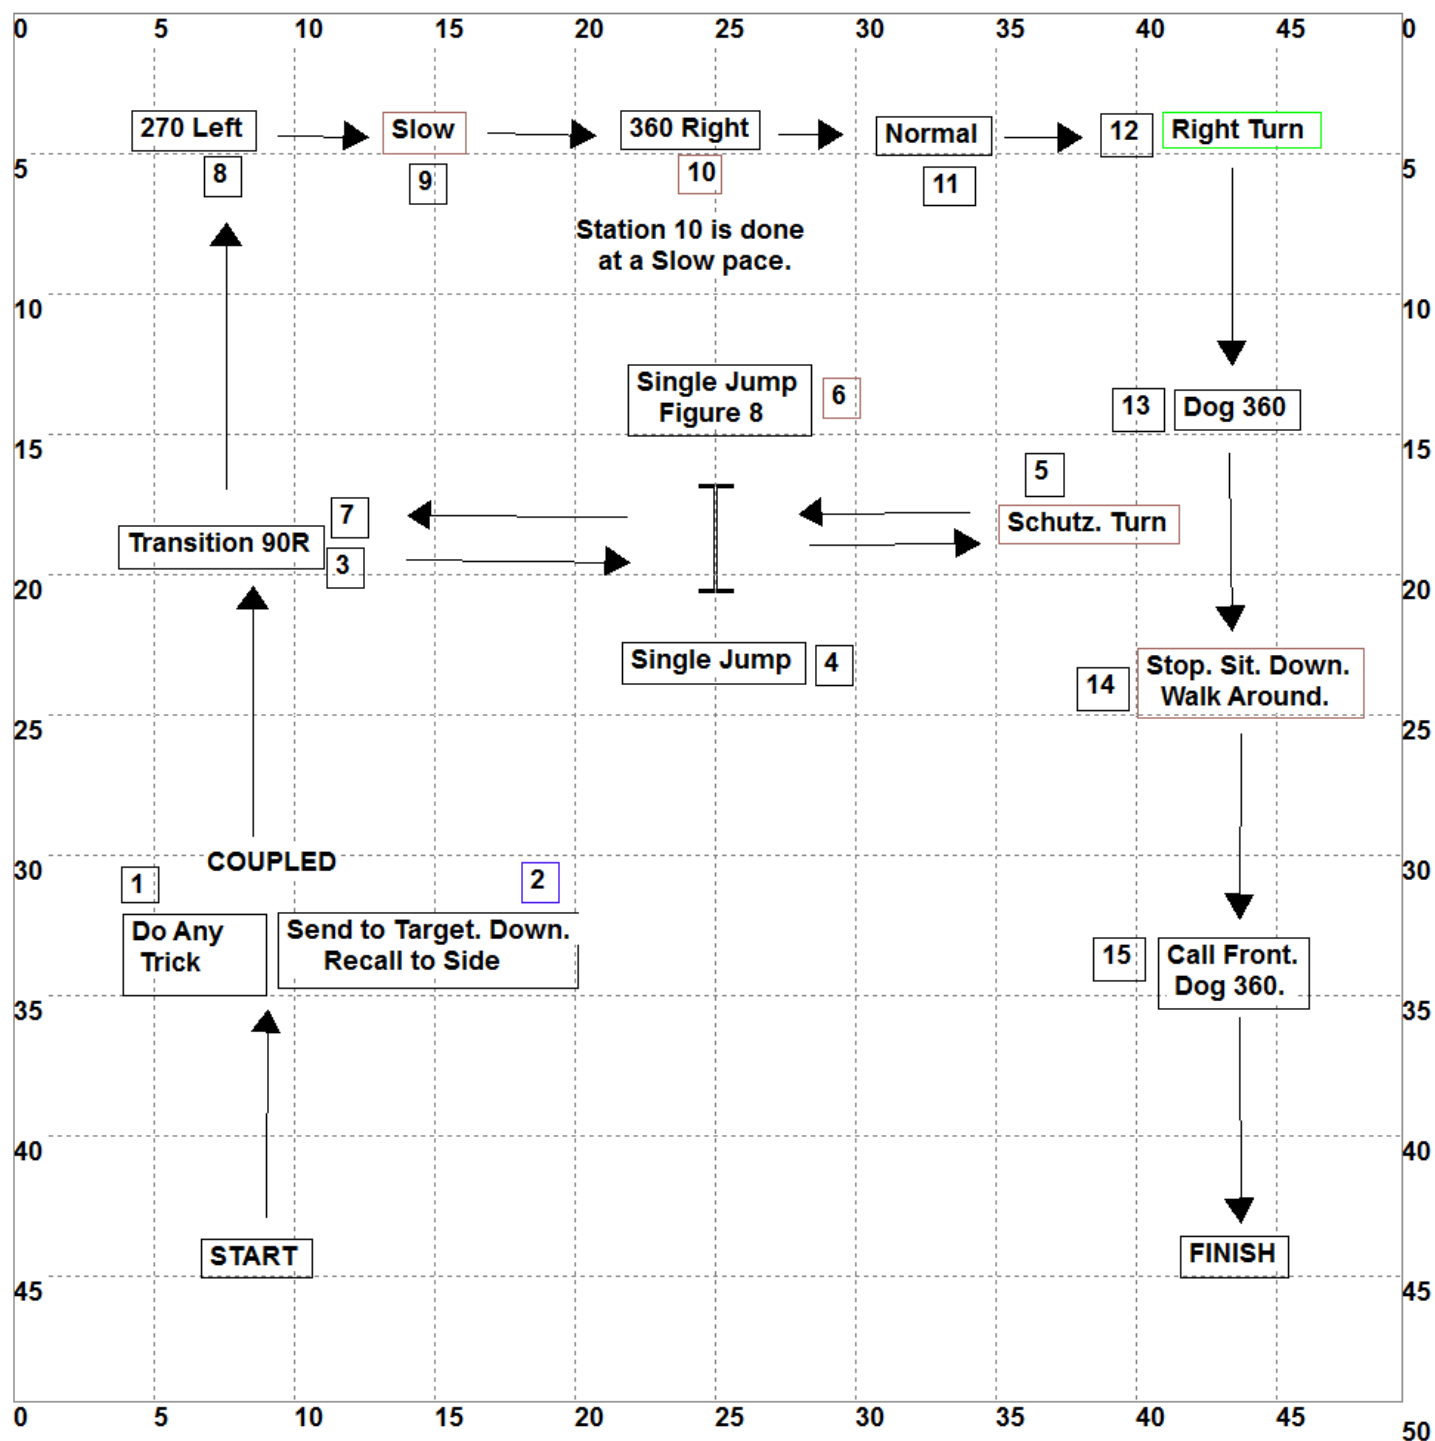 0 5 10 15 20 25 30 35 40 45 0
270 Left
Slow
360 Right
Normal
12
Right Turn
8
9
10
11
5
5
Station 10 is done
at a Slow pace.
10
10
Single Jump
Figure 8
6
13
Dog 360
15
15
5
7
Schutz. Turn
Transition 90R
3
20
20
Single Jump
4
14
Stop. Sit. Down.
Walk Around.
25
25
COUPLED
30
30
1
2
Do Any
Trick
Send to Target. Down.
Recall to Side
15
Call Front.
Dog 360.
35
35
40
40
START
FINISH
45
45
0 5 10 15 20 25 30 35 40 45 50